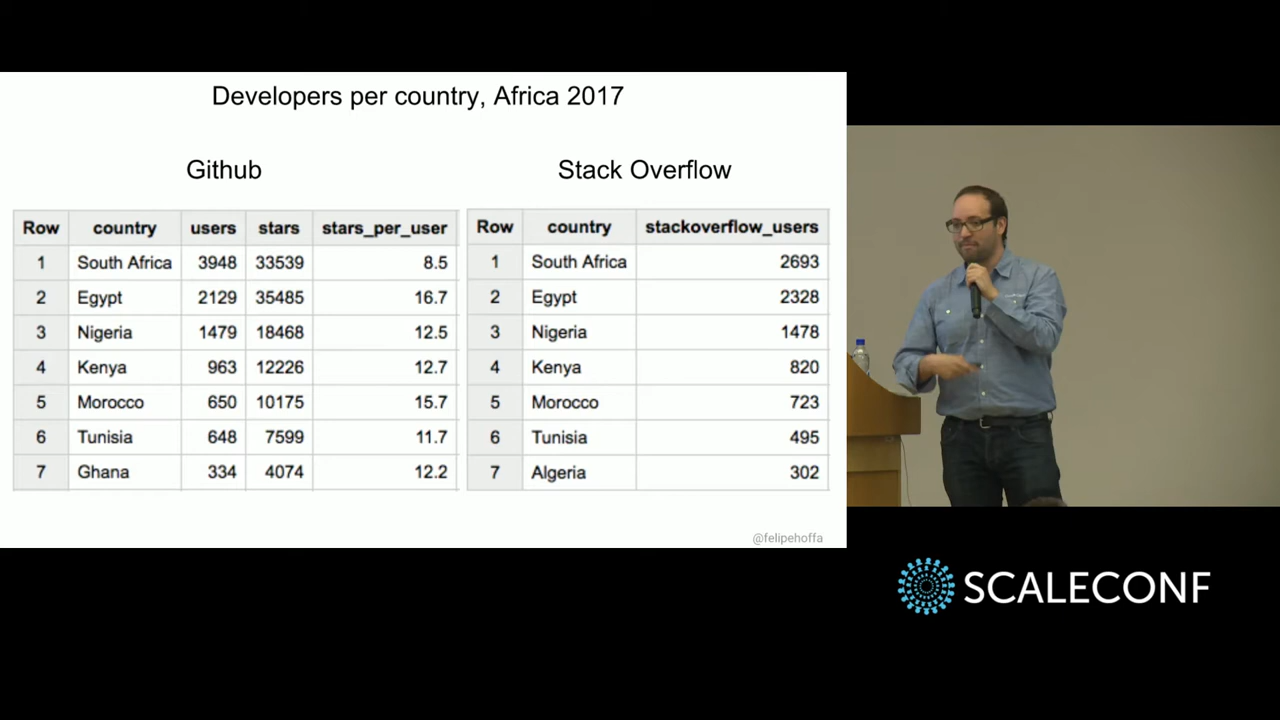 Developers per country, Africa 2017
Github
Row country users stars stars_per_user
1 South Africa 3948 33539 8.5
2 Egypt 2129 35485 16.7
3 Nigeria 1479 18468 12.5
4 Kenya 963 12226 12.7
5 Morocco 650 10175 15.7
6 Tunisia 648 7599 11.7
7 Ghana 334 4074 12.2
Stack Overflow
Row country stackoverflow_users
1 South Africa 2693
2 Egypt 2328
3 Nigeria 1478
4 Kenya 820
5 Morocco 723
6 Tunisia 495
7 Algeria 302
@felipehoffa
SCALECONF